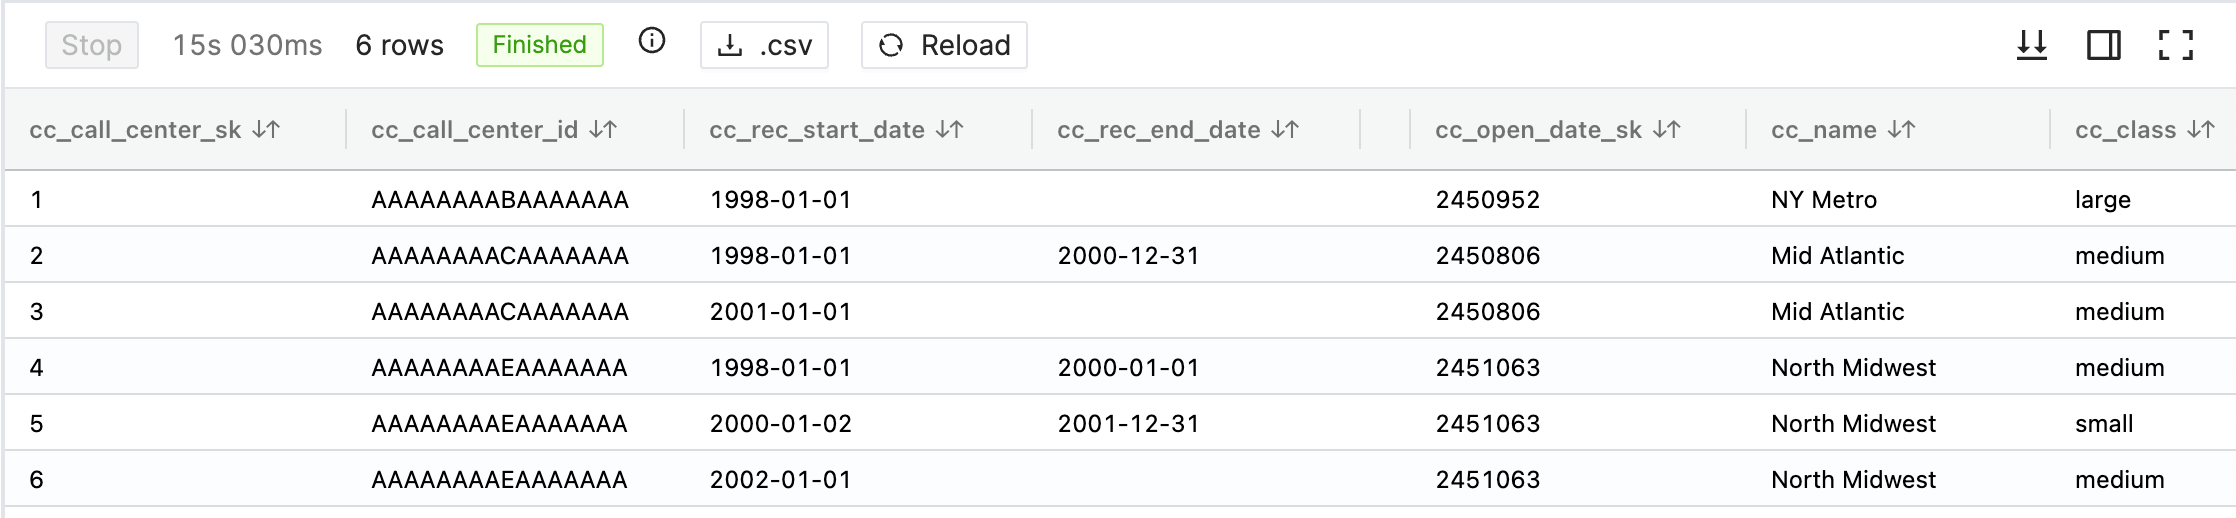 Stop 15s 030ms 6 rows Finished .csv Reload
cc_call_center_sk cc_call_center_id cc_rec_start_date cc_rec_end_date cc_open_date_sk cc_name cc_class
1 AAAAAAAABAAAAAAA 1998-01-01 2450952 NY Metro large
2 AAAAAAAACAAAAAAA 1998-01-01 2000-12-31 2450806 Mid Atlantic medium
3 AAAAAAAACAAAAAAA 2001-01-01 2450806 Mid Atlantic medium
4 AAAAAAAAEAAAAAAA 1998-01-01 2000-01-01 2451063 North Midwest medium
5 AAAAAAAAEAAAAAAA 2000-01-02 2001-12-31 2451063 North Midwest small
6 AAAAAAAAEAAAAAAA 2002-01-01 2451063 North Midwest medium